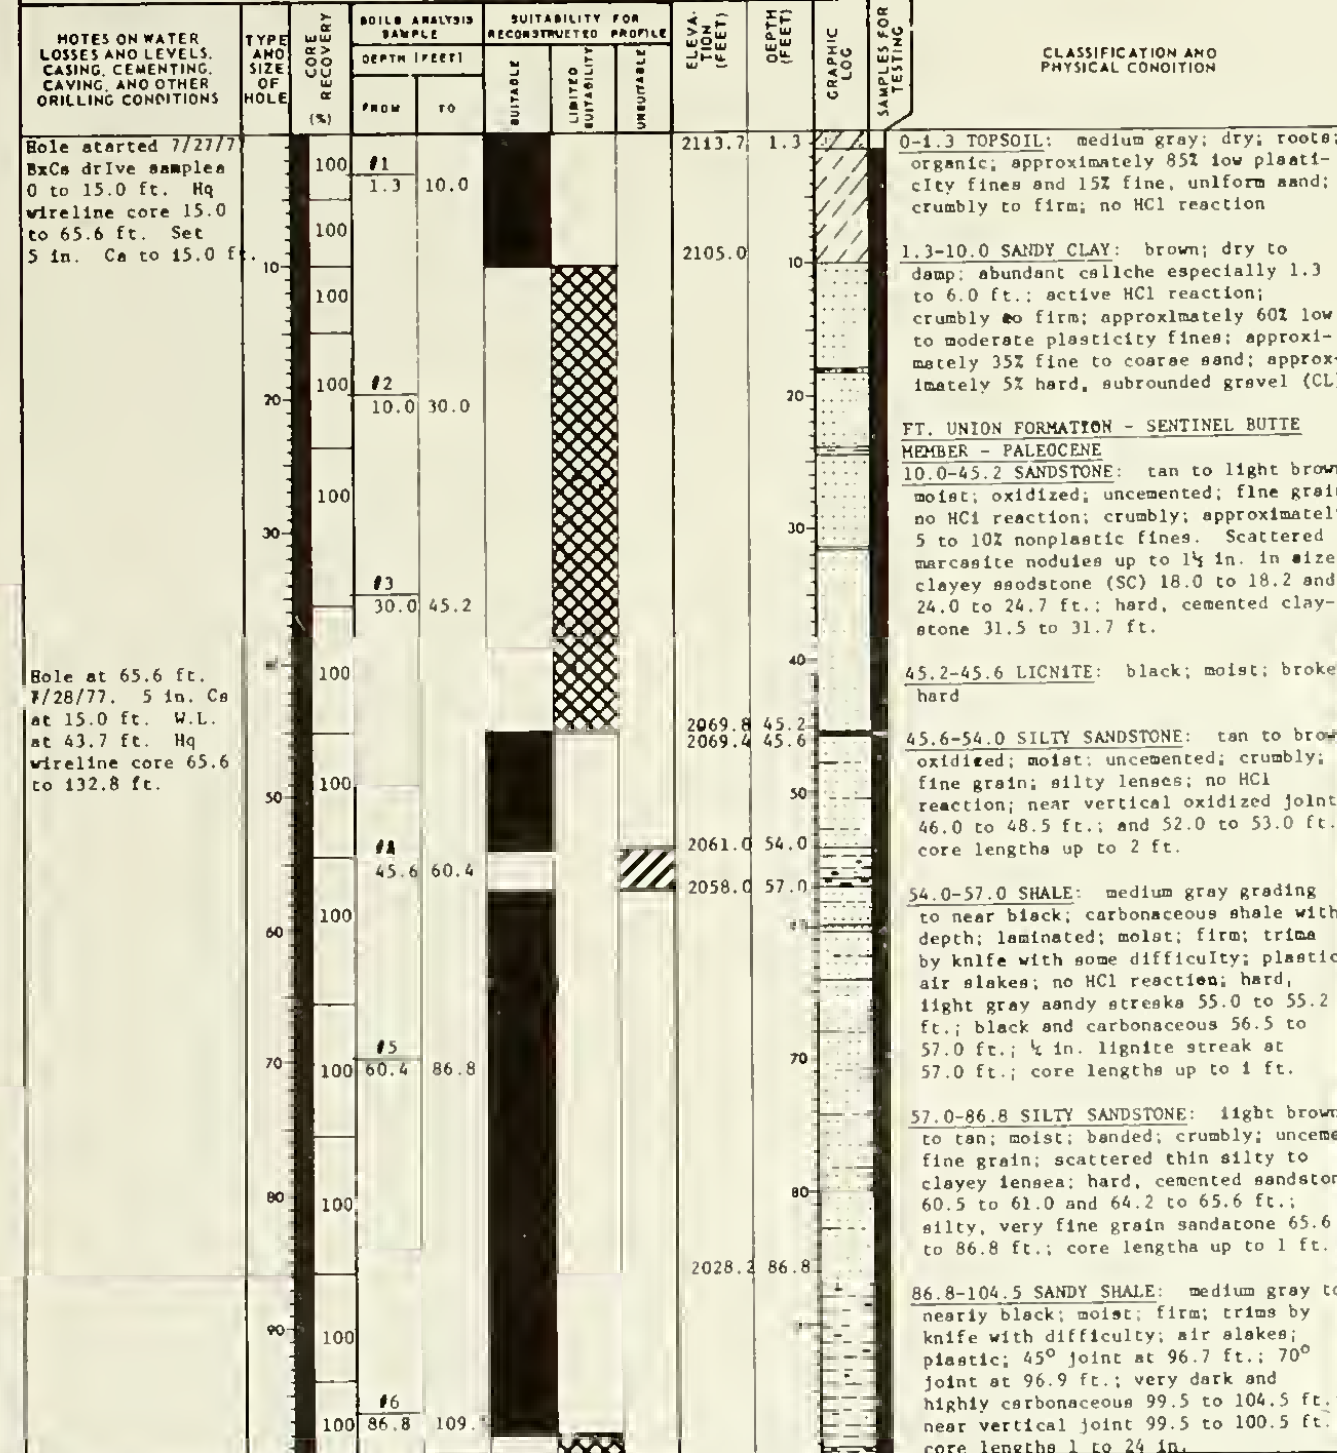 NOTES ON WATER
LOSSES AND LEVELS,
CASING, CEMENTING,
CAVING, AND OTHER
DRILLING CONDITIONS
TYPE
AND
SIZE
OF
HOLE
CORE
RECOVERY
(%)
SOILS ANALYSIS
SAMPLE
DEPTH (FEET)
FROM
TO
SUITABILITY FOR
RECONSTRUCTED PROFILE
SUITABLE
LIMITED
SUITABILITY
UNSUITABLE
ELEVA-
TION
(FEET)
DEPTH
(FEET)
GRAPHIC
LOG
SAMPLES FOR
TESTING
CLASSIFICATION AND
PHYSICAL CONDITION
Hole started 7/27/7
BxCs drive samples
0 to 15.0 ft. Hq
wireline core 15.0
to 65.6 ft. Set
5 in. Cs to 15.0 ft.
Hole at 65.6 ft.
7/28/77. 5 in. Cs
at 15.0 ft. W.L.
at 43.7 ft. Hq
wireline core 65.6
to 132.8 ft.
10
20
30
50
60
70
80
90
100
100
100
100
100
100
100
100
100
100
100
100
#1
1.3 10.0
#2
10.0 30.0
#3
30.0 45.2
45.6 60.4
#5
60.4 86.8
#6
86.8 109.
2113.7 1.3
2105.0
2069.8 45.2
2069.4 45.6
2061.0 54.0
2058.0 57.0
2028.2 86.8
10
20
30
40
50
70
80
0-1.3 TOPSOIL: medium gray; dry; roots;
organic; approximately 85% low plasti-
city fines and 15% fine, uniform sand;
crumbly to firm; no HCl reaction
1.3-10.0 SANDY CLAY: brown; dry to
damp; abundant caliche especially 1.3
to 6.0 ft.; active HCl reaction;
crumbly to firm; approximately 60% low
to moderate plasticity fines; approxi-
mately 35% fine to coarse sand; approx-
imately 5% hard, subrounded gravel (CL)
FT. UNION FORMATION - SENTINEL BUTTE
MEMBER - PALEOCENE
10.0-45.2 SANDSTONE: tan to light brown
moist; oxidized; uncemented; fine grain
no HCl reaction; crumbly; approximatel
5 to 10% nonplastic fines. Scattered
marcasite nodules up to 1½ in. in size
clayey sandstone (SC) 18.0 to 18.2 and
24.0 to 24.7 ft.; hard, cemented clay-
stone 31.5 to 31.7 ft.
45.2-45.6 LIGNITE: black; moist; broke
hard
45.6-54.0 SILTY SANDSTONE: tan to brow
oxidized; moist; uncemented; crumbly;
fine grain; silty lenses; no HCl
reaction; near vertical oxidized joint
46.0 to 48.5 ft.; and 52.0 to 53.0 ft.
core lengths up to 2 ft.
54.0-57.0 SHALE: medium gray grading
to near black; carbonaceous shale with
depth; laminated; moist; firm; trims
by knife with some difficulty; plastic
air slakes; no HCl reaction; hard,
light gray sandy streaks 55.0 to 55.2
ft.; black and carbonaceous 56.5 to
57.0 ft.; in. lignite streak at
57.0 ft.; core lengths up to 1 ft.
57.0-86.8 SILTY SANDSTONE: light brown
to tan; moist; banded; crumbly; unceme
fine grain; scattered thin silty to
clayey lenses; hard, cemented sandston
60.5 to 61.0 and 64.2 to 65.6 ft.;
silty, very fine grain sandstone 65.6
to 86.8 ft.; core lengths up to 1 ft.
86.8-104.5 SANDY SHALE: medium gray to
nearly black; moist; firm; trims by
knife with difficulty; air slakes;
plastic; 45° joint at 96.7 ft.; 70°
joint at 96.9 ft.; very dark and
highly carbonaceous 99.5 to 104.5 ft.
near vertical joint 99.5 to 100.5 ft.
core lengths 1 to 24 in.